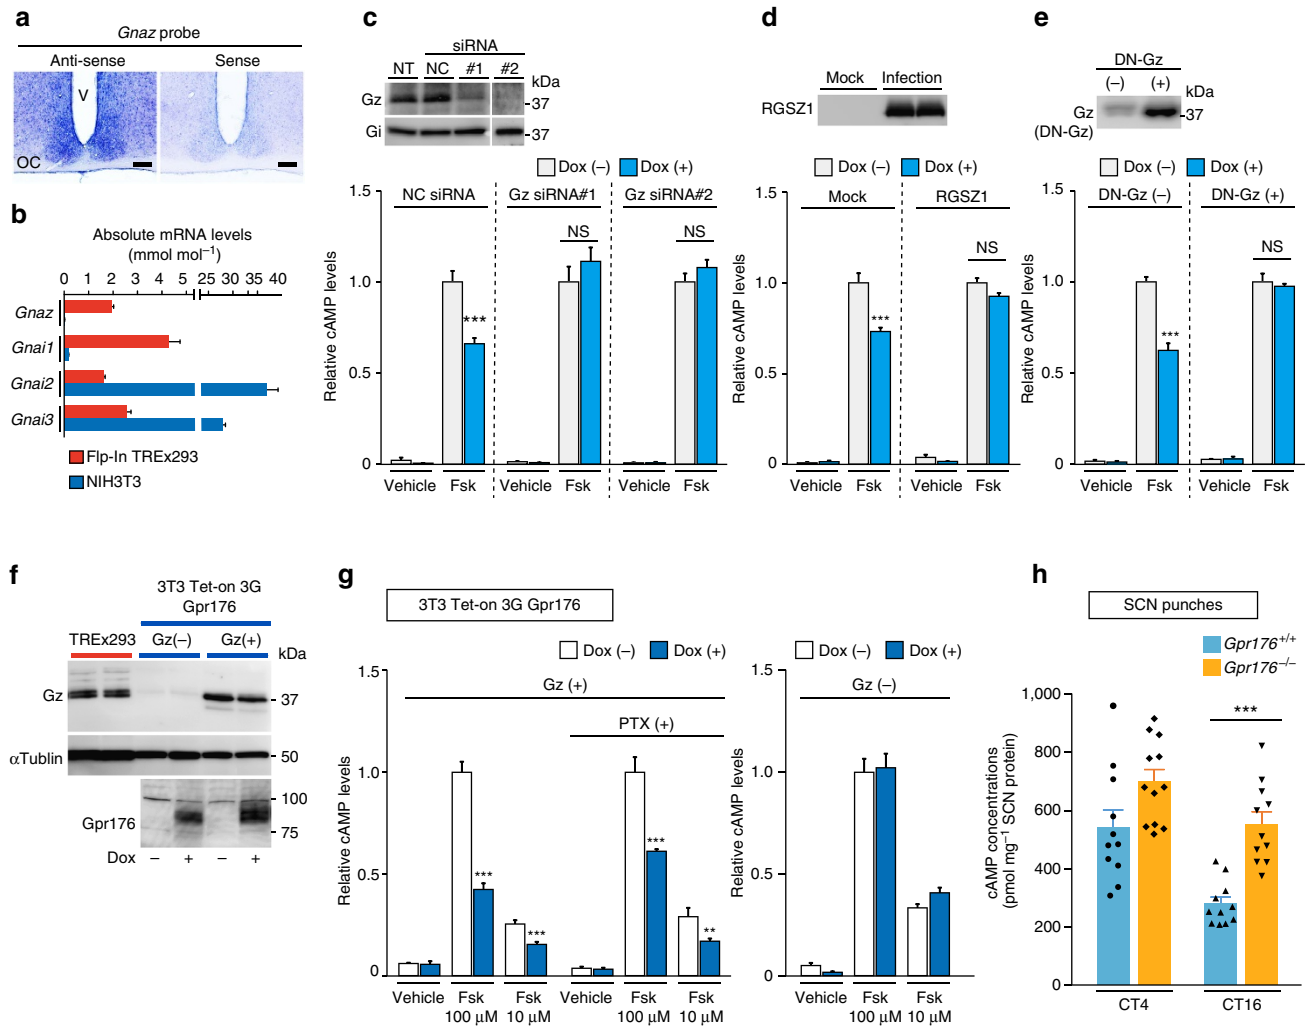 a
Gnaz probe
Anti-sense Sense
V
OC
b
Absolute mRNA levels
(mmol mol−1)
0 1 2 3 4 5 25 30 35 40
Gnaz
Gnai1
Gnai2
Gnai3
Flp-In TREx293
NIH3T3
c
siRNA
NT NC #1 #2
kDa
Gz
37
Gi
37
Dox (−) Dox (+)
NC siRNA Gz siRNA#1 Gz siRNA#2
Relative cAMP levels
1.5
1.0
0.5
0
***
NS
NS
Vehicle Fsk Vehicle Fsk Vehicle Fsk
d
Mock Infection
RGSZ1
Dox (−) Dox (+)
Mock RGSZ1
Relative cAMP levels
1.5
1.0
0.5
0
***
NS
Vehicle Fsk Vehicle Fsk
e
DN-Gz
(−) (+)
kDa
Gz
(DN-Gz)
37
Dox (−) Dox (+)
DN-Gz (−) DN-Gz (+)
Relative cAMP levels
1.5
1.0
0.5
0
***
NS
Vehicle Fsk Vehicle Fsk
f
3T3 Tet-on 3G
Gpr176
TREx293 Gz(−) Gz(+)
kDa
Gz
37
αTublin
50
Gpr176
100
75
Dox − + − +
g
3T3 Tet-on 3G Gpr176
Dox (−) Dox (+)
Gz (+)
PTX (+)
Relative cAMP levels
1.5
1.0
0.5
0
***
***
***
**
Vehicle Fsk 100 μM Fsk 10 μM Vehicle Fsk 100 μM Fsk 10 μM
Dox (−) Dox (+)
Gz (−)
Relative cAMP levels
1.5
1.0
0.5
0
Vehicle Fsk 100 μM Fsk 10 μM
h
SCN punches
Gpr176+/+
Gpr176−/−
cAMP concentrations
(pmol mg−1 SCN protein)
1,000
800
600
400
200
0
***
CT4 CT16